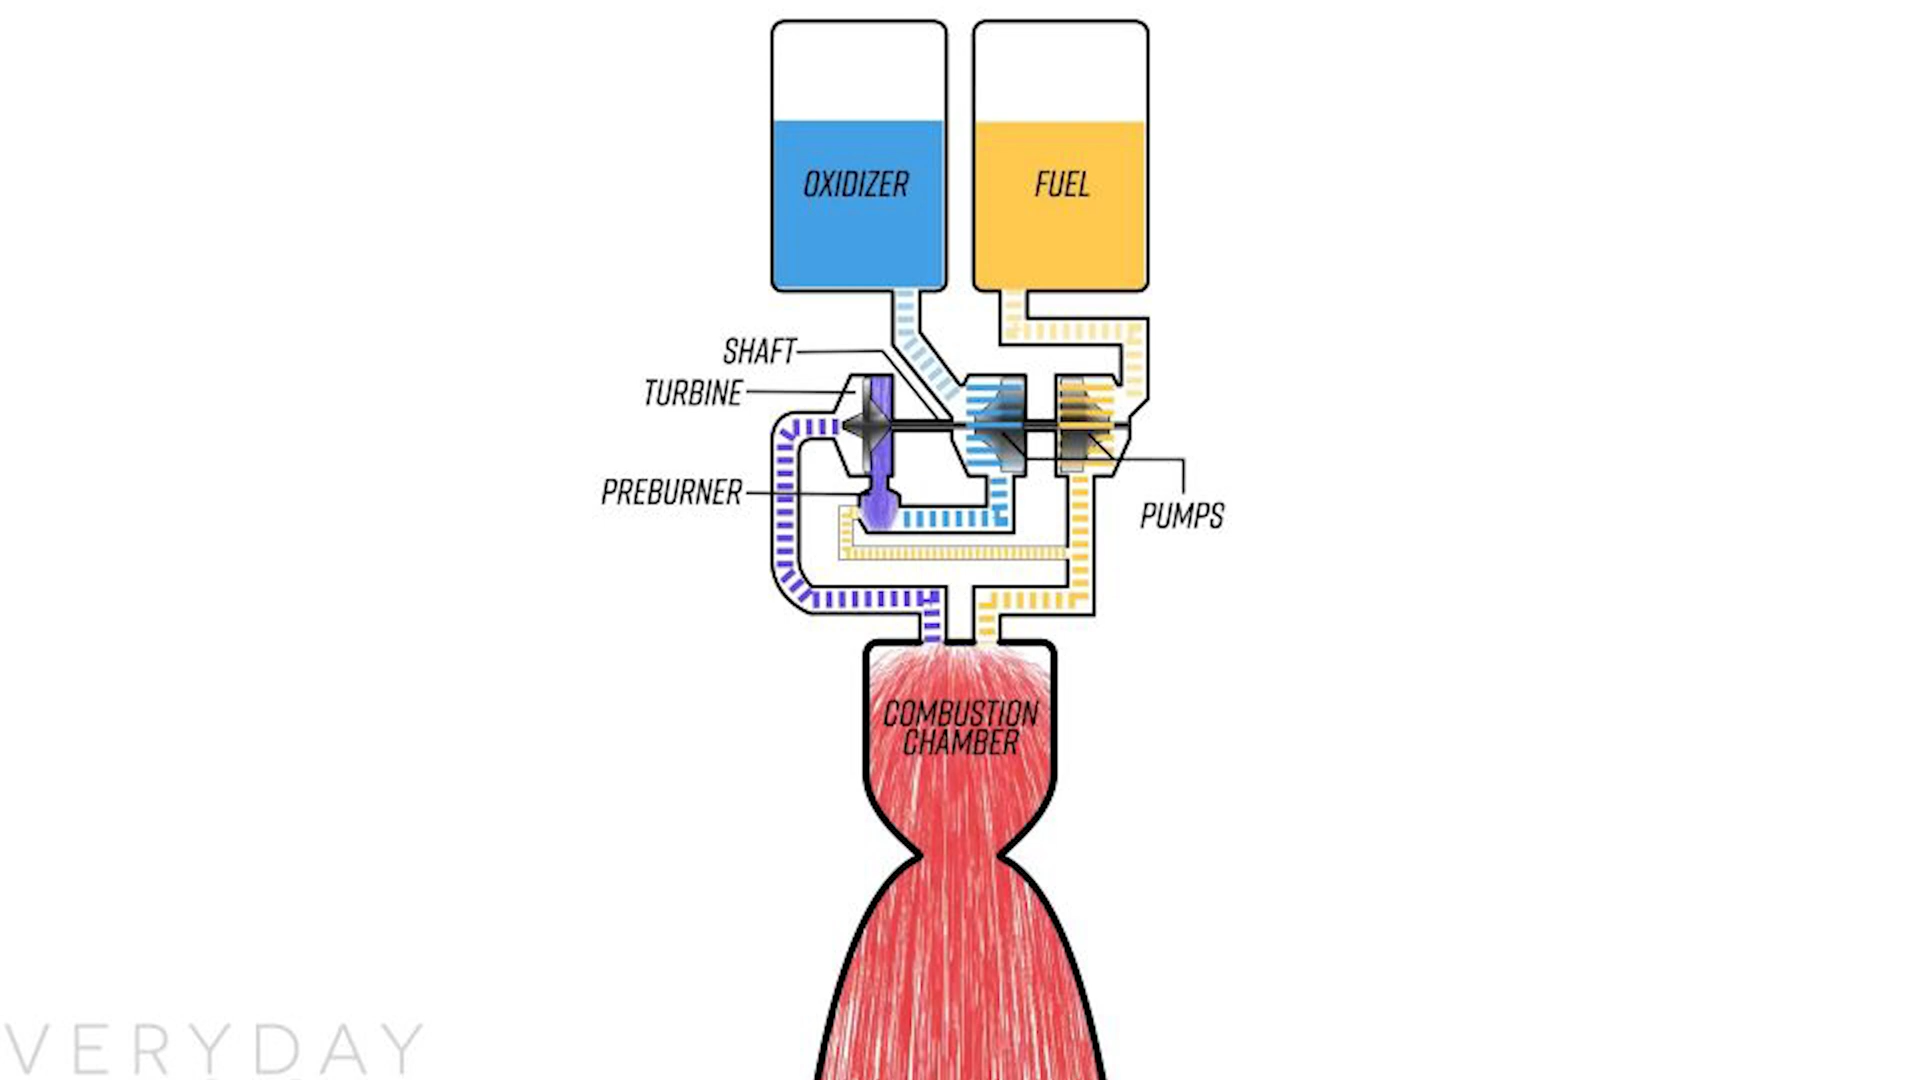 OXIDIZER
FUEL
SHAFT
TURBINE
PREBURNER
PUMPS
COMBUSTION
CHAMBER
VERYDAY